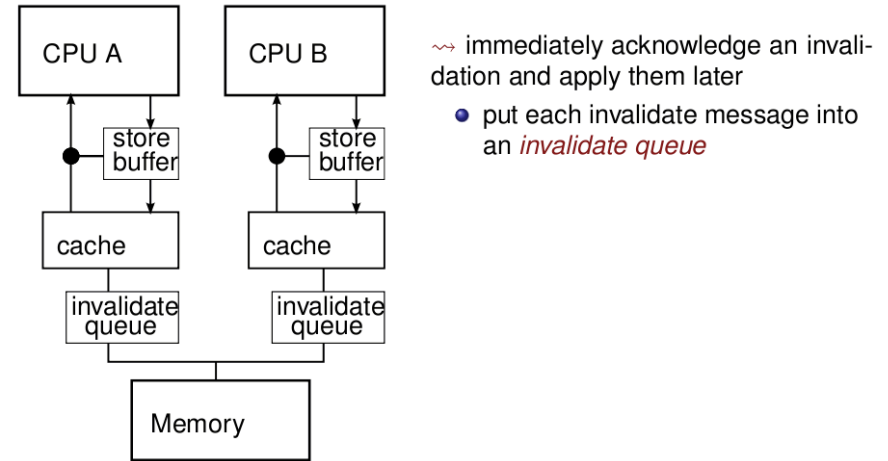 CPU A
CPU B
store
buffer
store
buffer
cache
cache
invalidate
queue
invalidate
queue
Memory
⇝ immediately acknowledge an invali-
dation and apply them later
put each invalidate message into
an invalidate queue